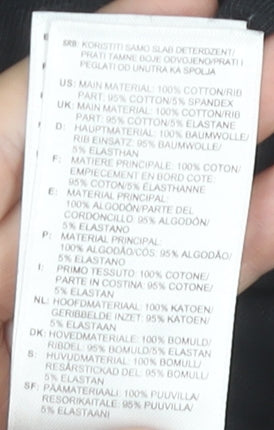 SRB: KORISTITI SAMO SLAB DETERDZENT/
PRATI TAMNE BOJE ODVOJENO/PRATI I
PEGLATI OD UNUTRA KA SPOLJA
US: MAIN MATERIAL: 100% COTTON/RIB
PART: 95% COTTON/5% SPANDEX
UK: MAIN MATERIAL: 100% COTTON/RIB
PART: 95% COTTON/5% ELASTANE
D: HAUPTMATERIAL: 100% BAUMWOLLE/
RIB EINSATZ: 95% BAUMWOLLE/
5% ELASTHAN
F: MATIERE PRINCIPALE: 100% COTON/
EMPIECEMENT EN BORD COTE:
95% COTON/5% ELASTHANNE
E: MATERIAL PRINCIPAL:
100% ALGODÓN/PARTE DEL
CORDONCILLO: 95% ALGODÓN/
5% ELASTANO
P: MATERIAL PRINCIPAL:
100% ALGODÃO/CÓS: 95% ALGODÃO/
5% ELASTANO
I: PRIMO TESSUTO: 100% COTONE/
PARTE IN COSTINA: 95% COTONE/
5% ELASTAN
NL: HOOFDMATERIAAL: 100% KATOEN/
GERIBBELDE INZET: 95% KATOEN/
5% ELASTAAN
DK: HOVEDMATERIALE: 100% BOMULD/
RIBDEL: 95% BOMULD/5% ELASTAN
S: HUVUDMATERIAL: 100% BOMULL/
RESÅRSTICKAD DEL: 95% BOMULL/
5% ELASTAN
SF: PÄÄMATERIAALI: 100% PUUVILLA/
RESORIKAITALE: 95% PUUVILLA/
5% ELASTAANI